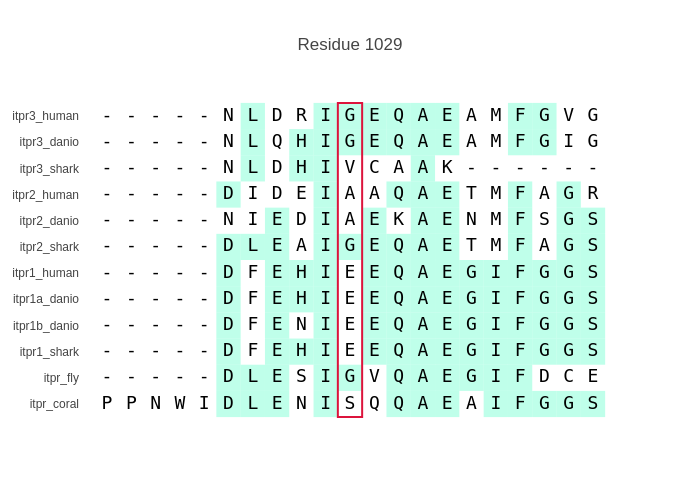 Residue 1029
itpr3_human - - - - - N L D R I G E Q A E A M F G V G
itpr3_danio - - - - - N L Q H I G E Q A E A M F G I G
itpr3_shark - - - - - N L D H I V C A A K - - - - - -
itpr2_human - - - - - D I D E I A A Q A E T M F A G R
itpr2_danio - - - - - N I E D I A E K A E N M F S G S
itpr2_shark - - - - - D L E A I G E Q A E T M F A G S
itpr1_human - - - - - D F E H I E E Q A E G I F G G S
itpr1a_danio - - - - - D F E H I E E Q A E G I F G G S
itpr1b_danio - - - - - D F E N I E E Q A E G I F G G S
itpr1_shark - - - - - D F E H I E E Q A E G I F G G S
itpr_fly - - - - - D L E S I G V Q A E G I F D C E
itpr_coral P P N W I D L E N I S Q Q A E A I F G G S